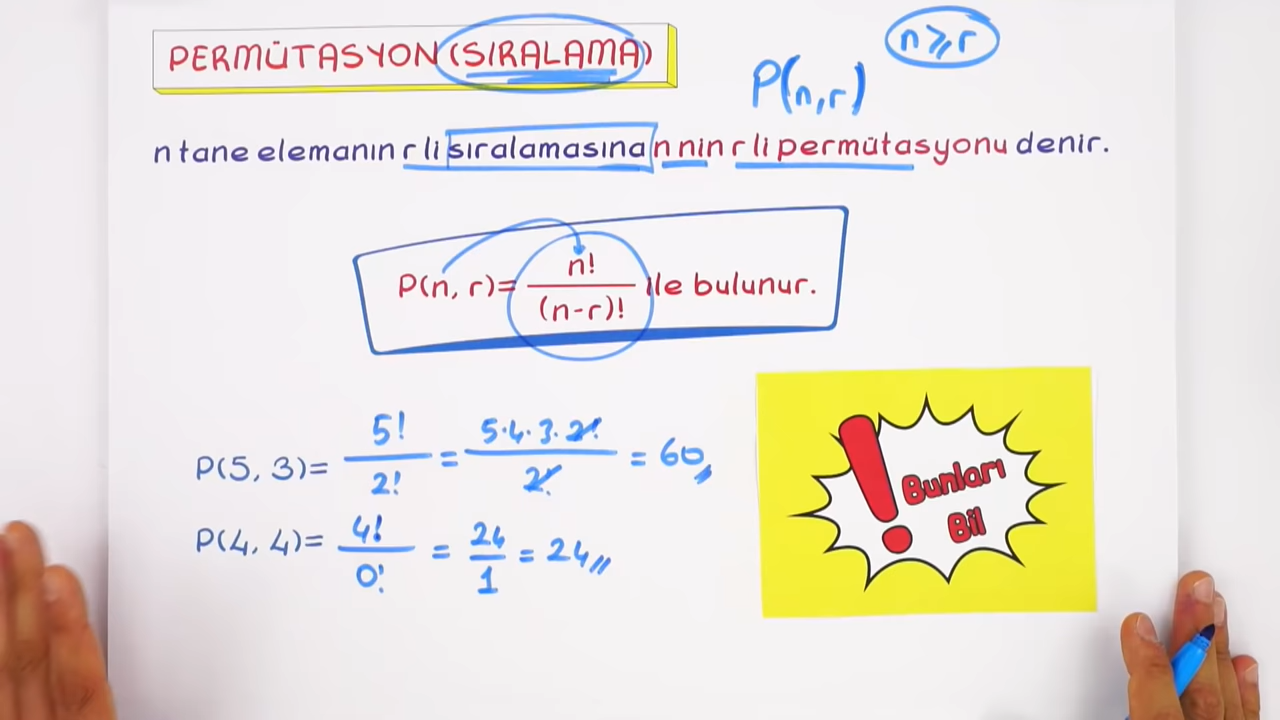 PERMÜTASYON (SIRALAMA)
n ⩾ r
P(n,r)
n tane elemanın r li sıralamasına n nin r li permütasyonu denir.
P(n, r)= n!/(n-r)! ile bulunur.
P(5, 3)= 5!/2! = 5·4·3·2!/2! = 60
P(4, 4)= 4!/0! = 24/1 = 24
Bunları
Bil